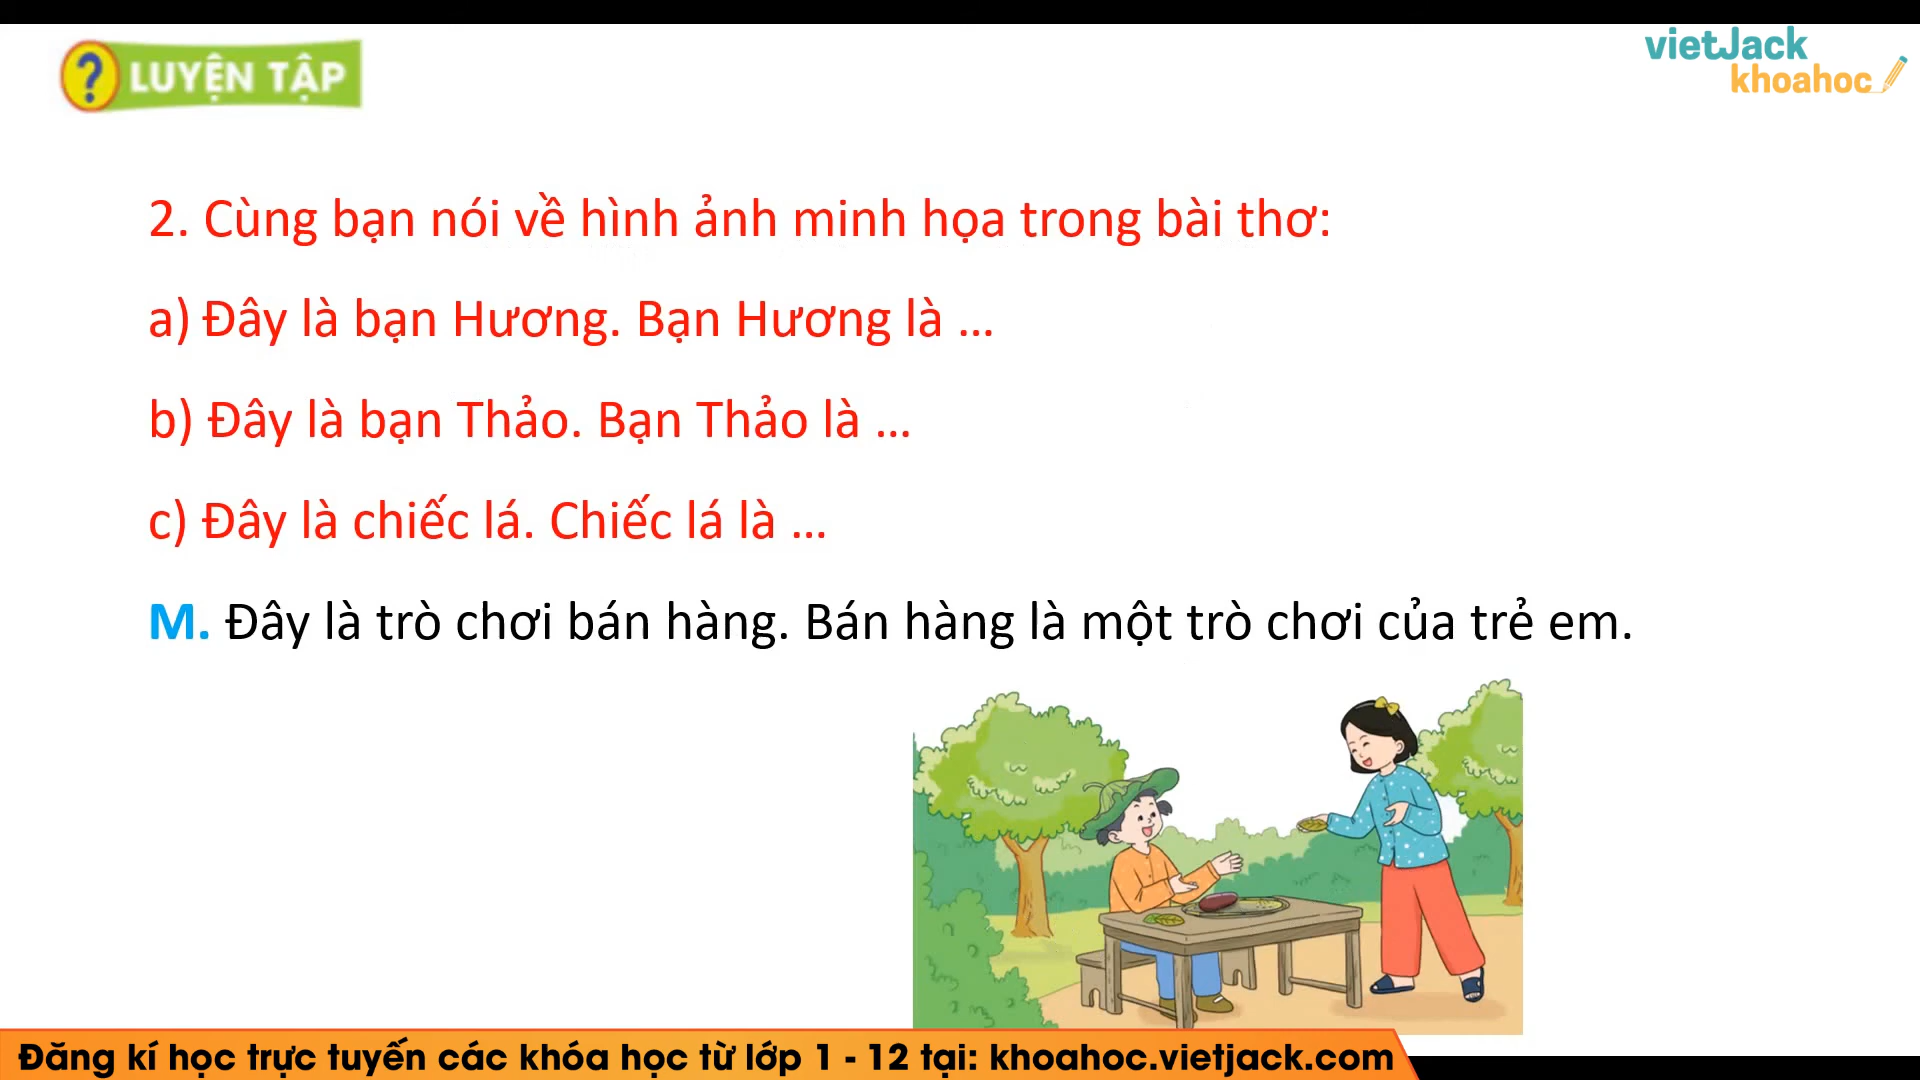 ? LUYỆN TẬP
vietJack
khoahoc
2. Cùng bạn nói về hình ảnh minh họa trong bài thơ:
a) Đây là bạn Hương. Bạn Hương là ...
b) Đây là bạn Thảo. Bạn Thảo là ...
c) Đây là chiếc lá. Chiếc lá là ...
M. Đây là trò chơi bán hàng. Bán hàng là một trò chơi của trẻ em.
Đăng kí học trực tuyến các khóa học từ lớp 1 - 12 tại: khoahoc.vietjack.com